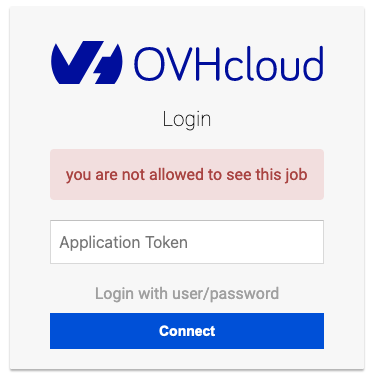 OVHcloud
Login
you are not allowed to see this job
Application Token
Login with user/password
Connect